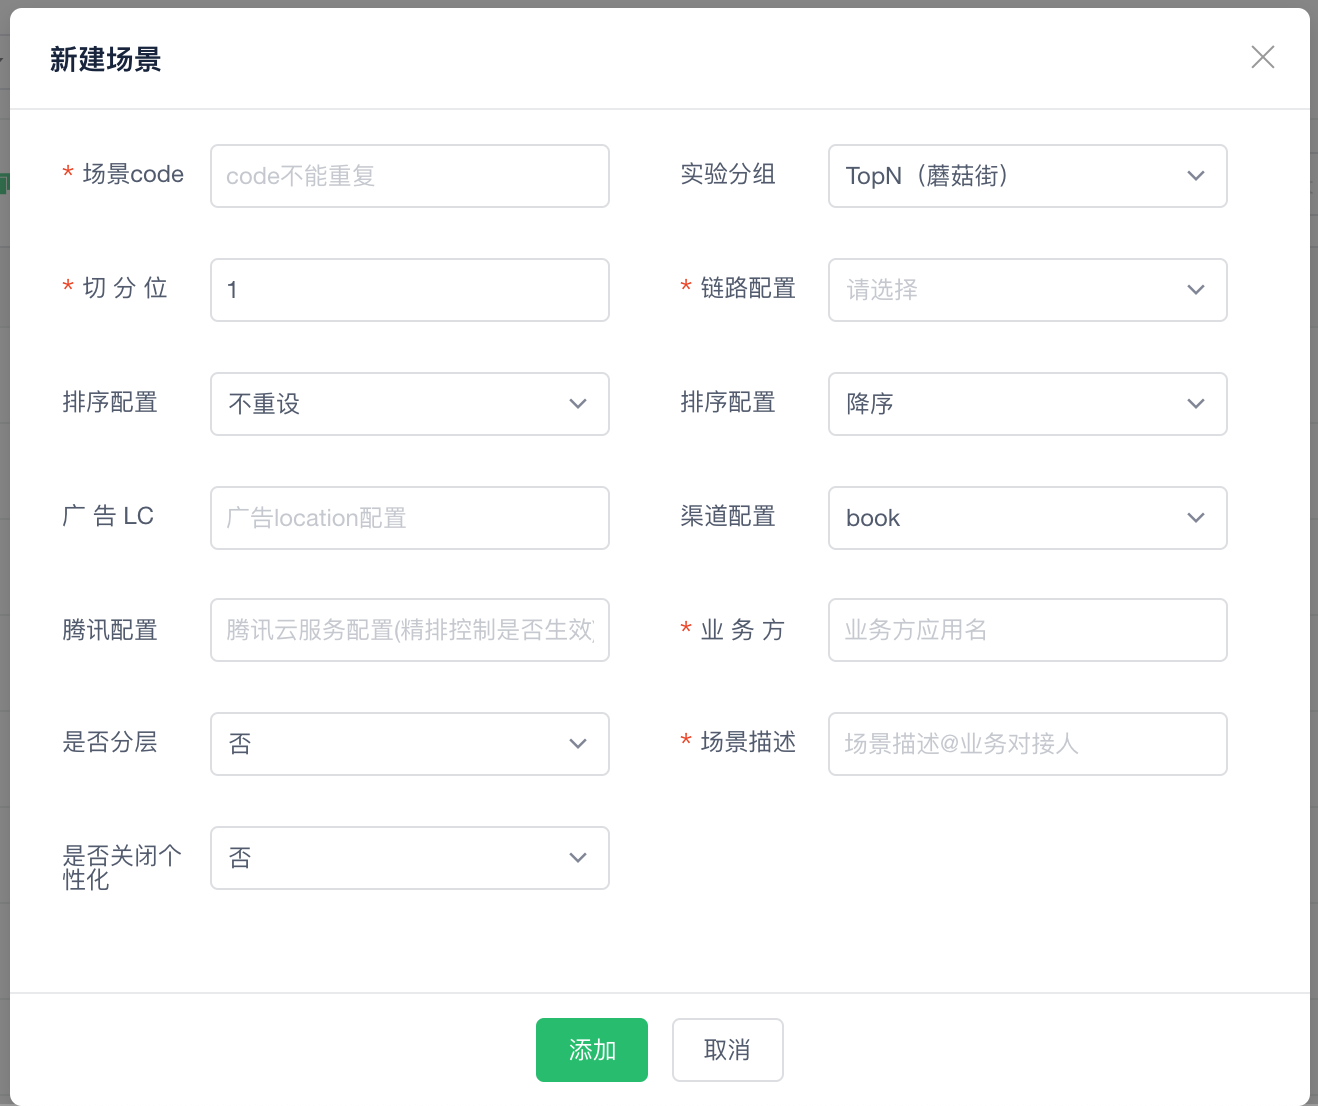 新建场景
* 场景code
code不能重复
实验分组
TopN（蘑菇街）
* 切 分 位
1
* 链路配置
请选择
排序配置
不重设
排序配置
降序
广 告 LC
广告location配置
渠道配置
book
腾讯配置
腾讯云服务配置(精排控制是否生效)
* 业 务 方
业务方应用名
是否分层
否
* 场景描述
场景描述@业务对接人
是否关闭个
性化
否
添加
取消